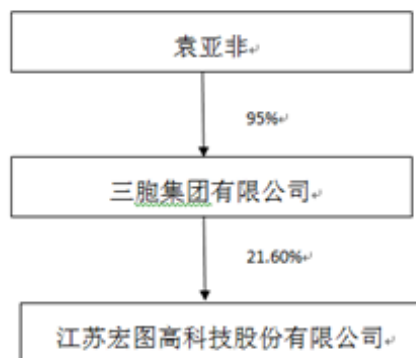 袁亚非
95%
三胞集团有限公司
21.60%
江苏宏图高科技股份有限公司